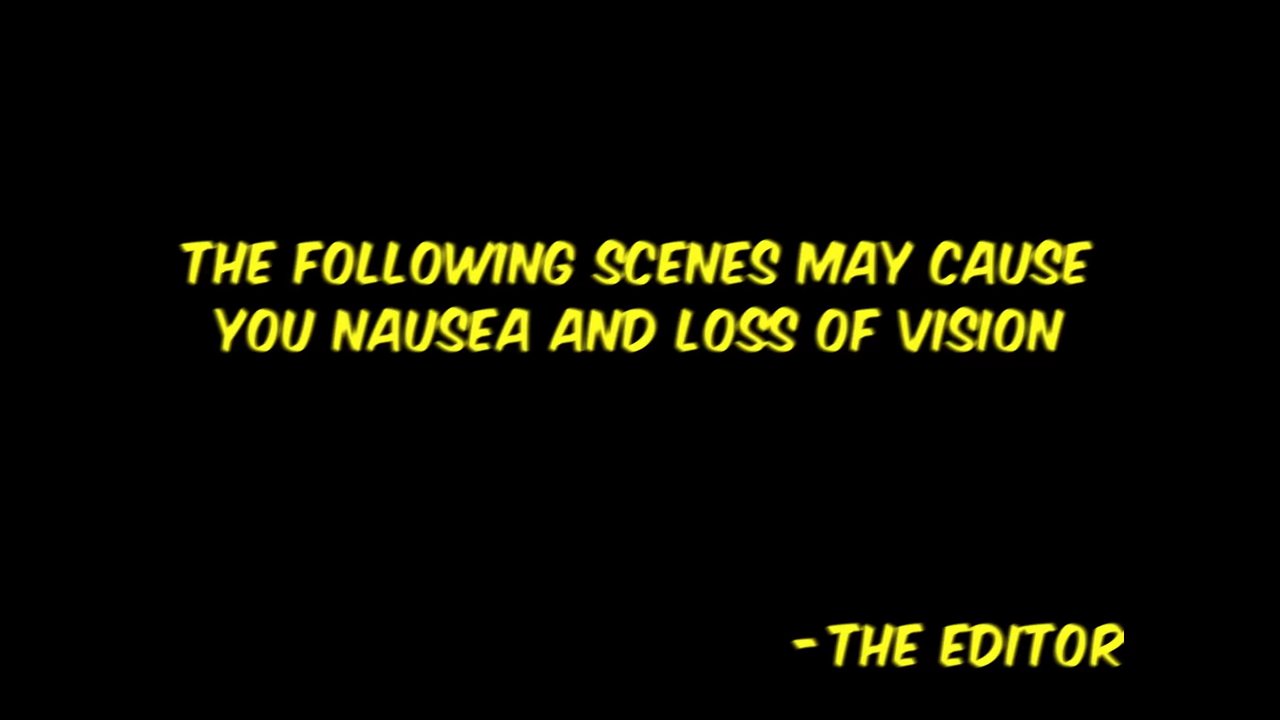 THE FOLLOWING SCENES MAY CAUSE
YOU NAUSEA AND LOSS OF VISION
- THE EDITOR